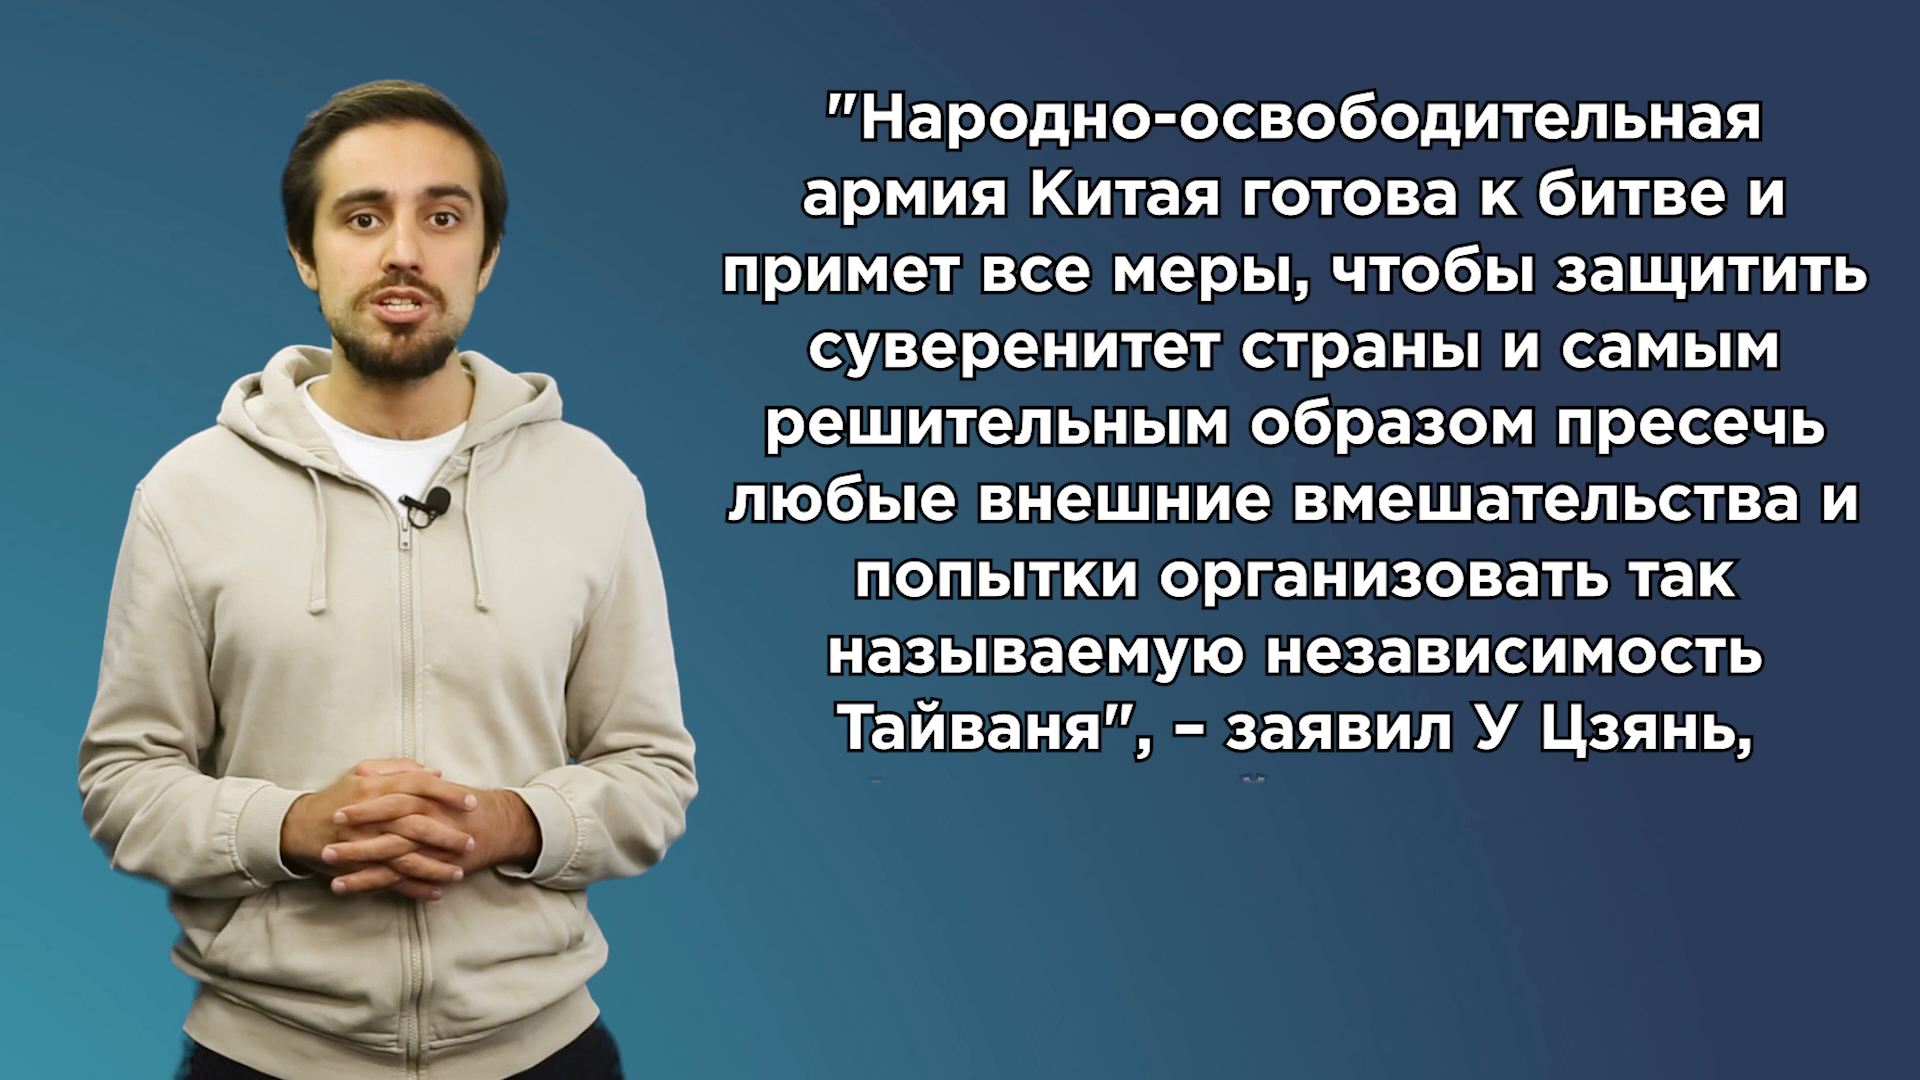 "Народно-освободительная
армия Китая готова к битве и
примет все меры, чтобы защитить
суверенитет страны и самым
решительным образом пресечь
любые внешние вмешательства и
попытки организовать так
называемую независимость
Тайваня", – заявил У Цзянь,